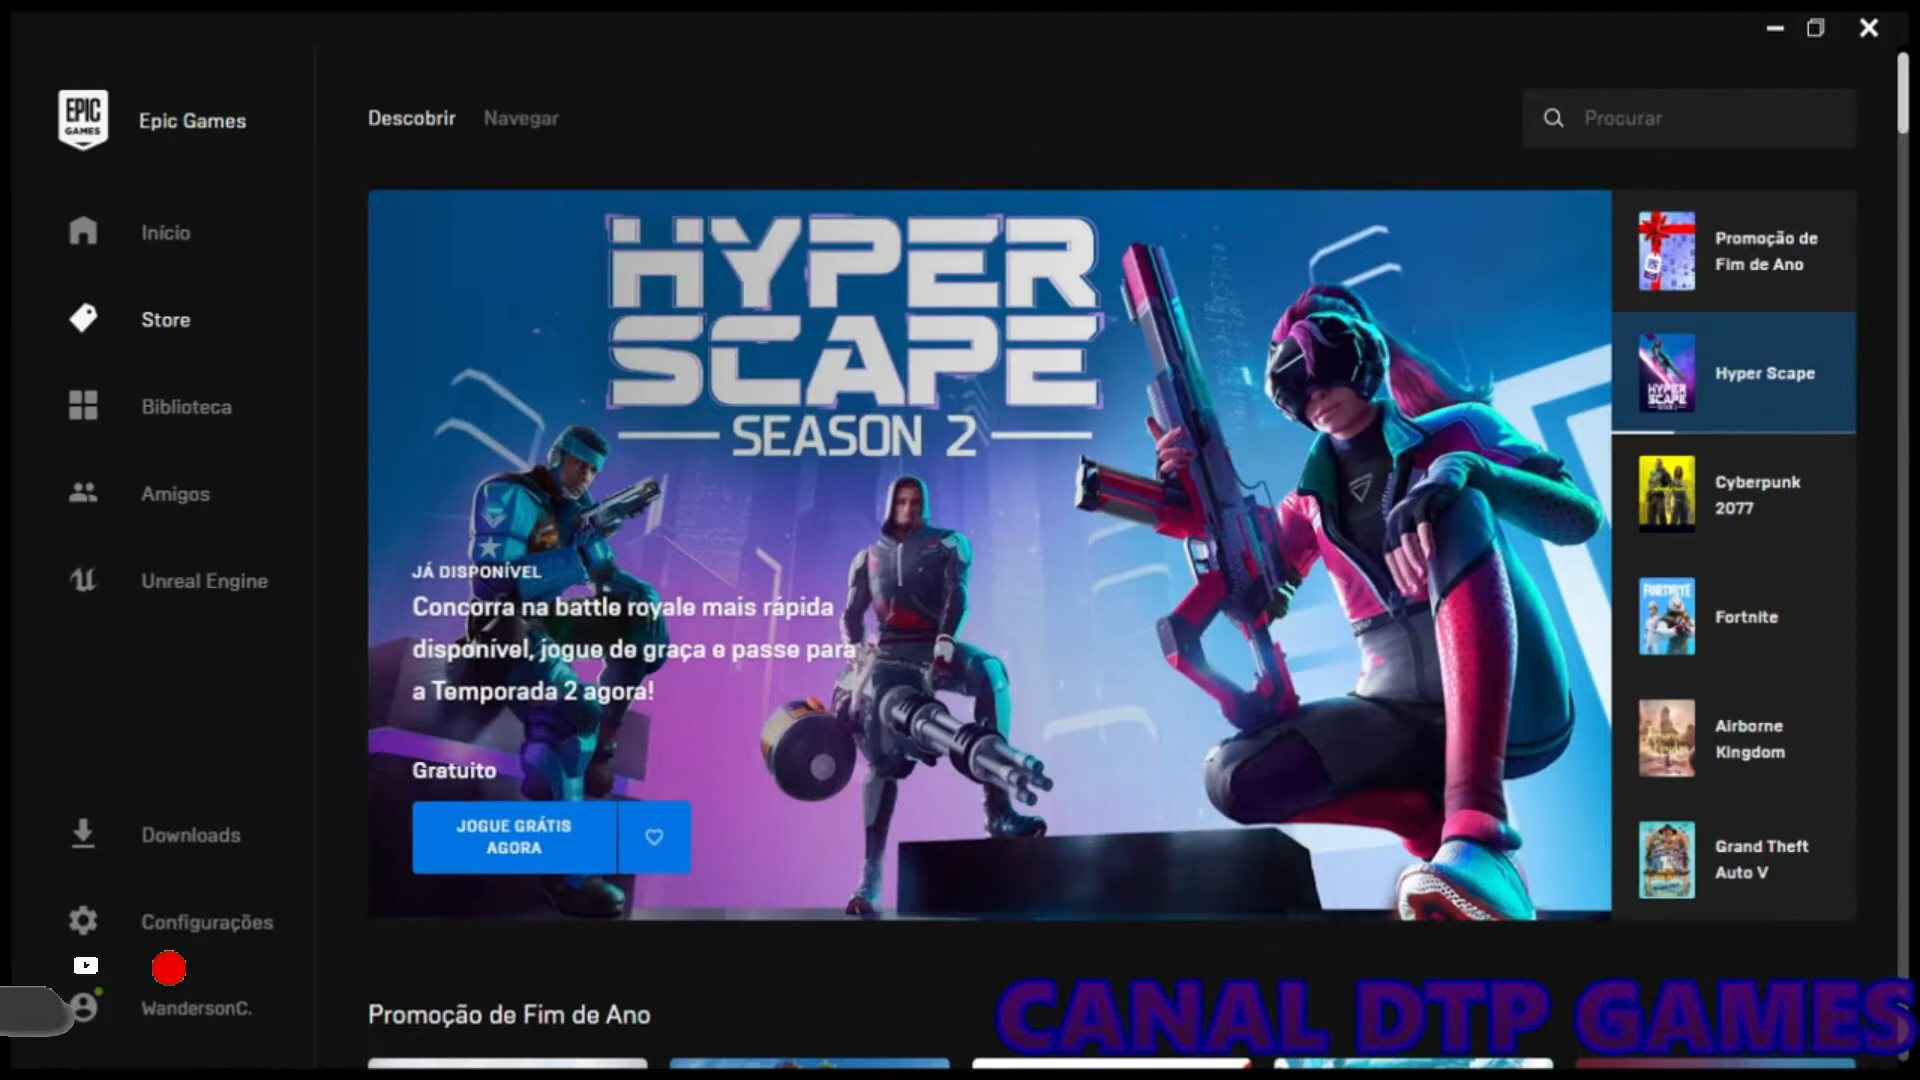 EPIC
GAMES
Epic Games
Início
Store
Biblioteca
Amigos
Unreal Engine
Downloads
Configurações
WandersonC.
Descobrir
Navegar
Procurar
HYPER
SCAPE
SEASON 2
JÁ DISPONÍVEL
Concorra na battle royale mais rápida
disponível, jogue de graça e passe para
a Temporada 2 agora!
Gratuito
JOGUE GRÁTIS
AGORA
Promoção de
Fim de Ano
HYPER
SCAPE
Hyper Scape
Cyberpunk
2077
FORTNITE
Fortnite
Airborne
Kingdom
Grand Theft
Auto V
Promoção de Fim de Ano
CANAL DTP GAMES